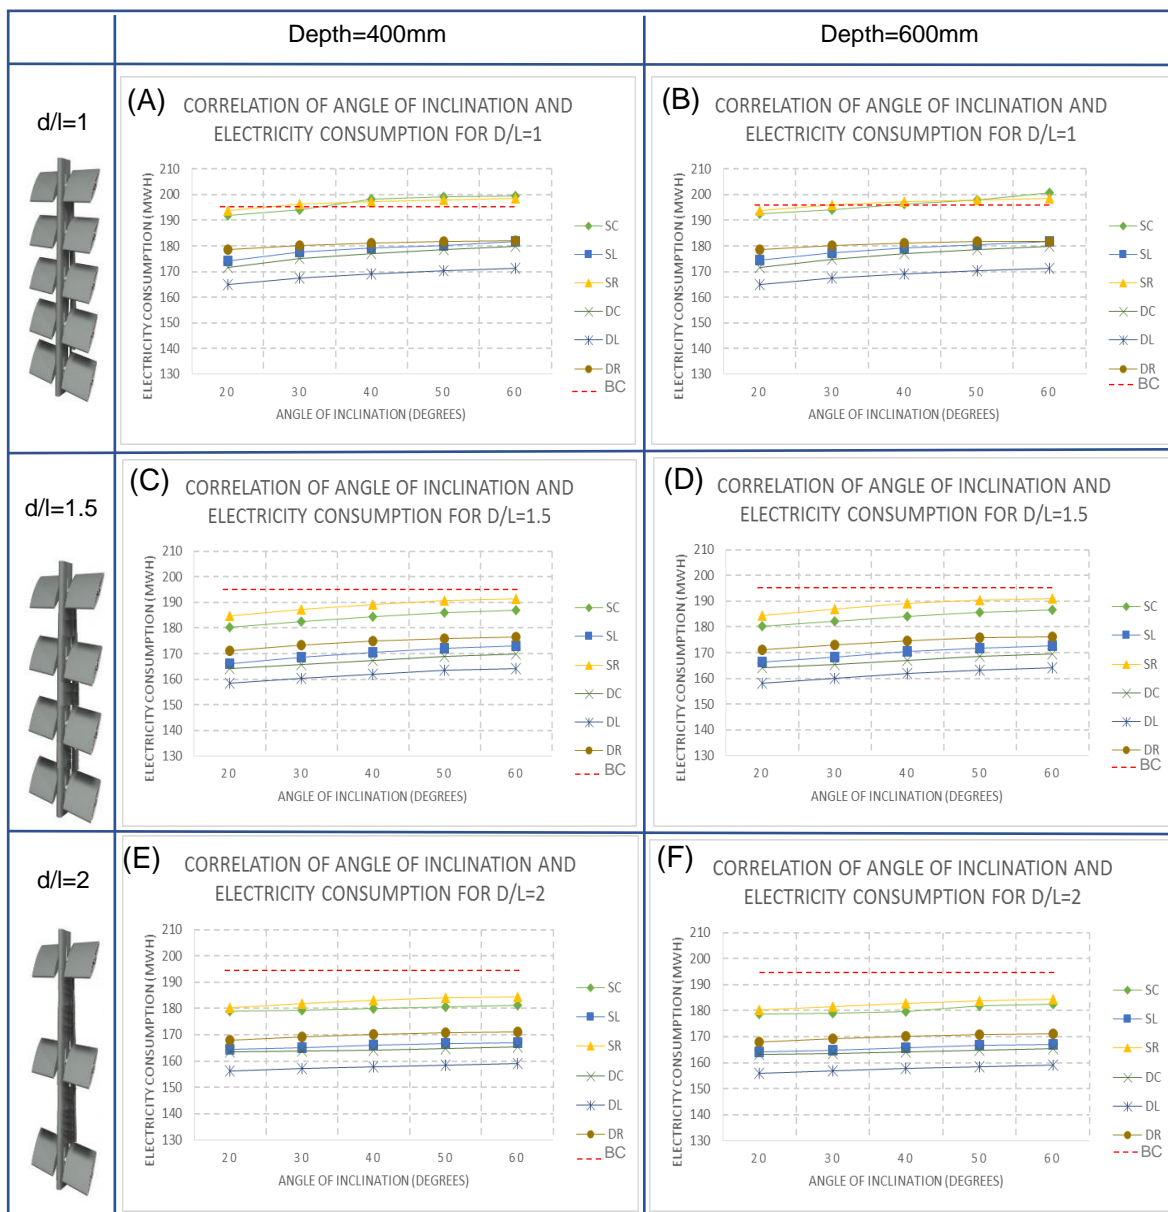 Depth=400mm
Depth=600mm
d/l=1
(A)
CORRELATION OF ANGLE OF INCLINATION AND
ELECTRICITY CONSUMPTION FOR D/L=1
ELECTRICITY CONSUMPTION (MWH)
210
200
190
180
170
160
150
140
130
20 30 40 50 60
ANGLE OF INCLINATION (DEGREES)
SC
SL
SR
DC
DL
DR
BC
(B)
CORRELATION OF ANGLE OF INCLINATION AND
ELECTRICITY CONSUMPTION FOR D/L=1
ELECTRICITY CONSUMPTION (MWH)
210
200
190
180
170
160
150
140
130
20 30 40 50 60
ANGLE OF INCLINATION (DEGREES)
SC
SL
SR
DC
DL
DR
BC
d/l=1.5
(C)
CORRELATION OF ANGLE OF INCLINATION AND
ELECTRICITY CONSUMPTION FOR D/L=1.5
ELECTRICITY CONSUMPTION (MWH)
210
200
190
180
170
160
150
140
130
20 30 40 50 60
ANGLE OF INCLINATION (DEGREES)
SC
SL
SR
DC
DL
DR
BC
(D)
CORRELATION OF ANGLE OF INCLINATION AND
ELECTRICITY CONSUMPTION FOR D/L=1.5
ELECTRICITY CONSUMPTION (MWH)
210
200
190
180
170
160
150
140
130
20 30 40 50 60
ANGLE OF INCLINATION (DEGREES)
SC
SL
SR
DC
DL
DR
BC
d/l=2
(E)
CORRELATION OF ANGLE OF INCLINATION AND
ELECTRICITY CONSUMPTION FOR D/L=2
ELECTRICITY CONSUMPTION (MWH)
210
200
190
180
170
160
150
140
130
20 30 40 50 60
ANGLE OF INCLINATION (DEGREES)
SC
SL
SR
DC
DL
DR
BC
(F)
CORRELATION OF ANGLE OF INCLINATION AND
ELECTRICITY CONSUMPTION FOR D/L=2
ELECTRICITY CONSUMPTION (MWH)
210
200
190
180
170
160
150
140
130
20 30 40 50 60
ANGLE OF INCLINATION (DEGREES)
SC
SL
SR
DC
DL
DR
BC